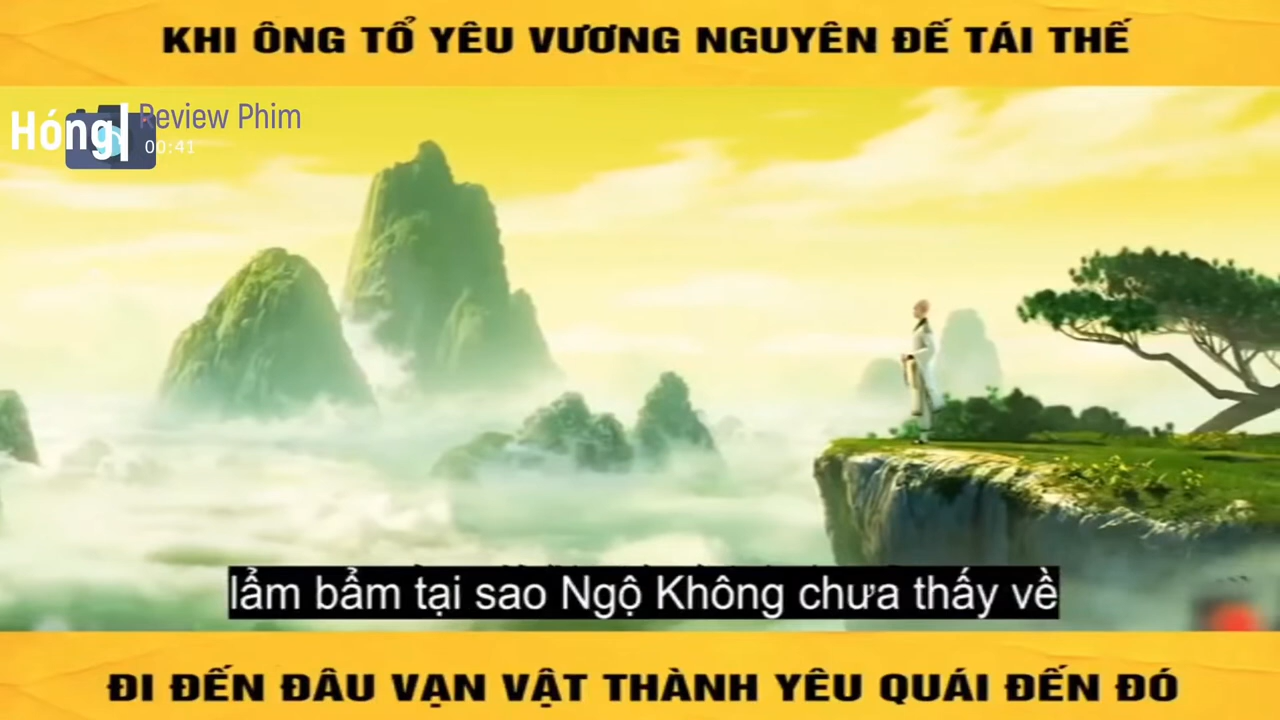 KHI ÔNG TỔ YÊU VƯƠNG NGUYÊN ĐẾ TÁI THẾ
Hóng Review Phim
00:41
lẩm bẩm tại sao Ngộ Không chưa thấy về
ĐI ĐẾN ĐÂU VẠN VẬT THÀNH YÊU QUÁI ĐẾN ĐÓ